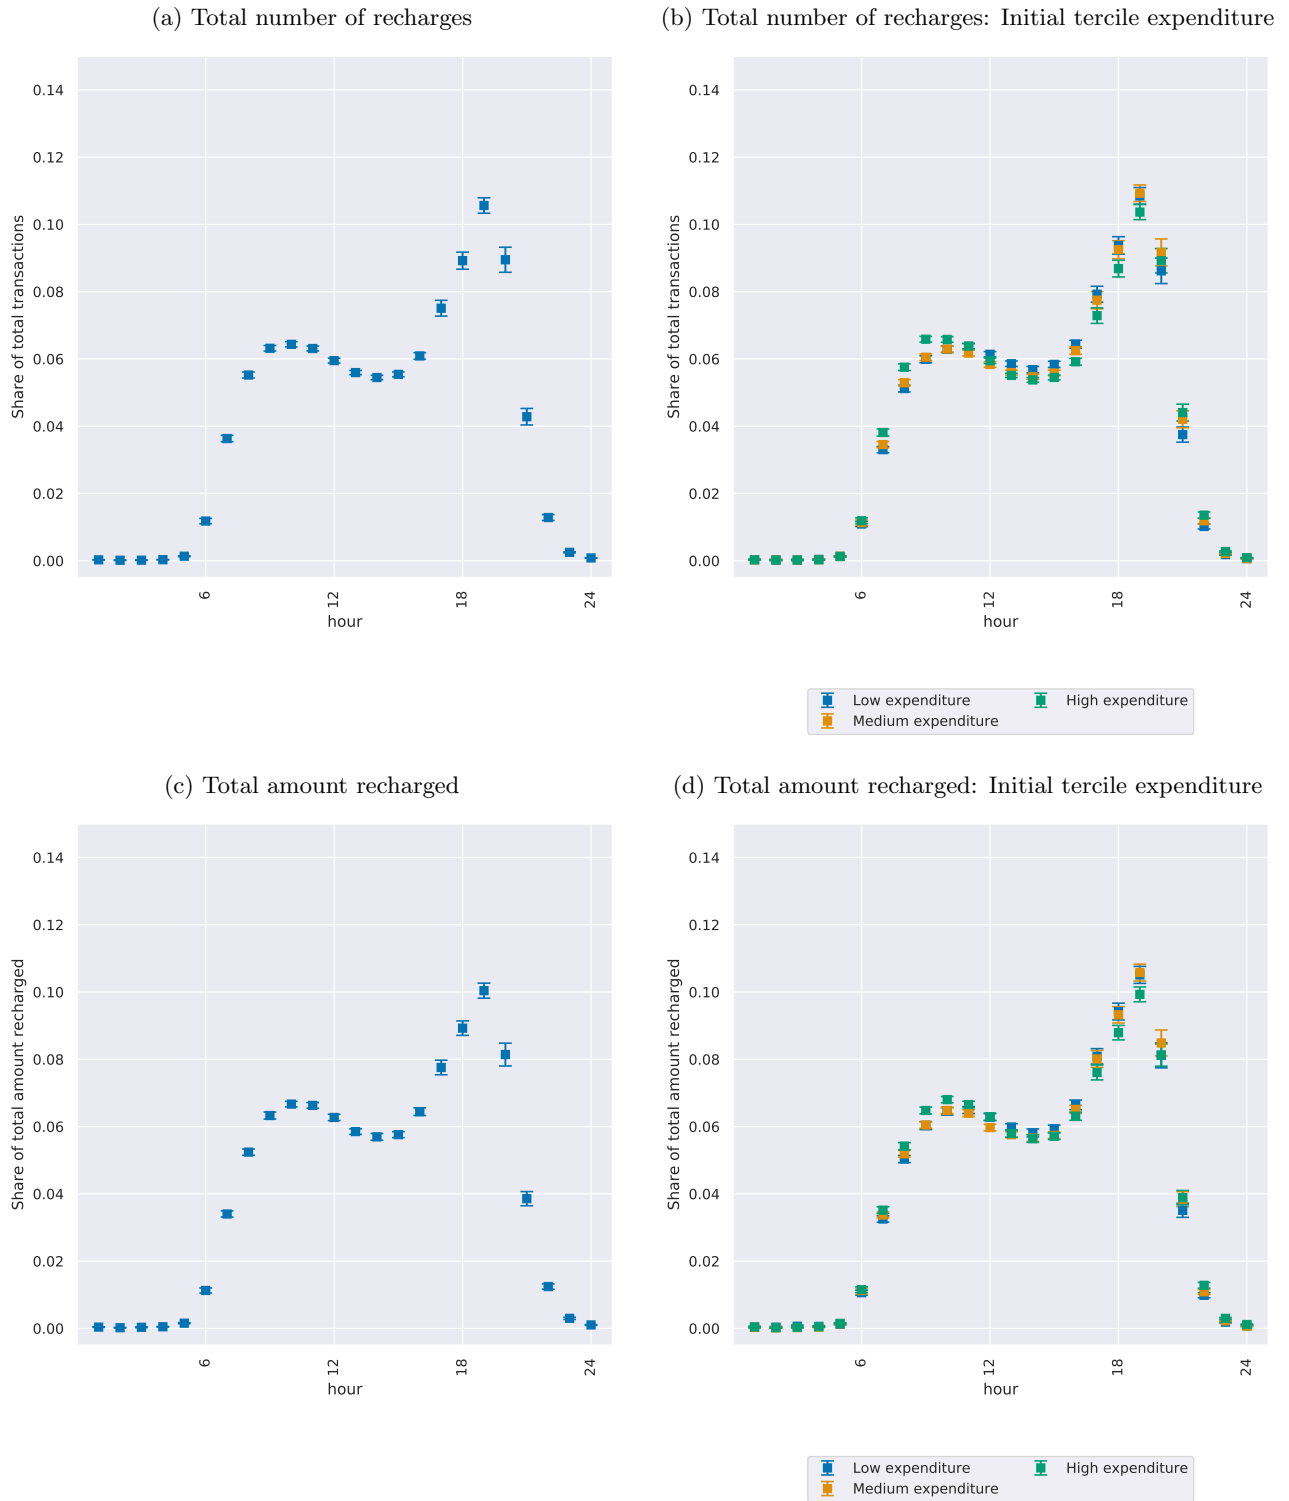 (a) Total number of recharges
(b) Total number of recharges: Initial tercile expenditure
0.14
0.12
0.10
0.08
0.06
0.04
0.02
0.00
Share of total transactions
6
12
18
24
hour
0.14
0.12
0.10
0.08
0.06
0.04
0.02
0.00
Share of total transactions
6
12
18
24
hour
Low expenditure
High expenditure
Medium expenditure
(c) Total amount recharged
(d) Total amount recharged: Initial tercile expenditure
0.14
0.12
0.10
0.08
0.06
0.04
0.02
0.00
Share of total amount recharged
6
12
18
24
hour
0.14
0.12
0.10
0.08
0.06
0.04
0.02
0.00
Share of total amount recharged
6
12
18
24
hour
Low expenditure
High expenditure
Medium expenditure